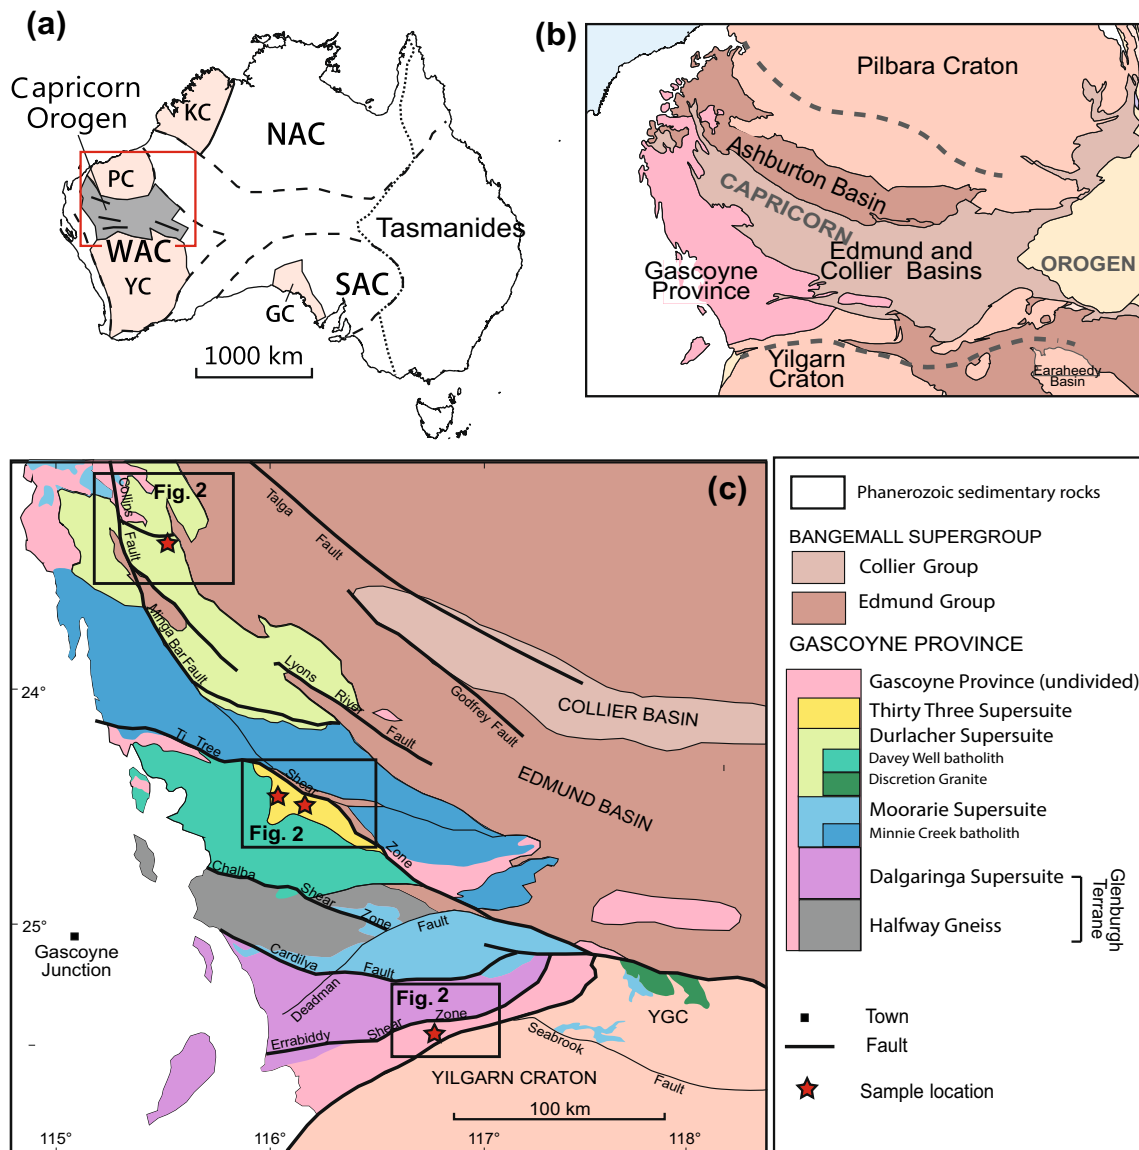 (a)
Capricorn
Orogen
KC
NAC
PC
WAC
YC
Tasmanides
SAC
GC
1000 km
(b)
Pilbara Craton
Ashburton Basin
CAPRICORN
Edmund and
Collier Basins
OROGEN
Gascoyne
Province
Yilgarn
Craton
Earaheedy
Basin
(c)
Fig. 2
Collins
Fault
Talga
Fault
Minga Bar Fault
Lyons
River
Fault
Godfrey Fault
COLLIER BASIN
EDMUND BASIN
24°
Ti Tree
Shear
Zone
Fig. 2
Chalba
Shear
Zone
Fault
25°
Gascoyne
Junction
Cardilya
Fault
Deadman
Fig. 2
Errabiddy
Shear
Zone
YGC
Seabrook
Fault
YILGARN CRATON
100 km
115°
116°
117°
118°
Phanerozoic sedimentary rocks
BANGEMALL SUPERGROUP
Collier Group
Edmund Group
GASCOYNE PROVINCE
Gascoyne Province (undivided)
Thirty Three Supersuite
Durlacher Supersuite
Davey Well batholith
Discretion Granite
Moorarie Supersuite
Minnie Creek batholith
Dalgaringa Supersuite
Halfway Gneiss
Glenburgh
Terrane
Town
Fault
Sample location